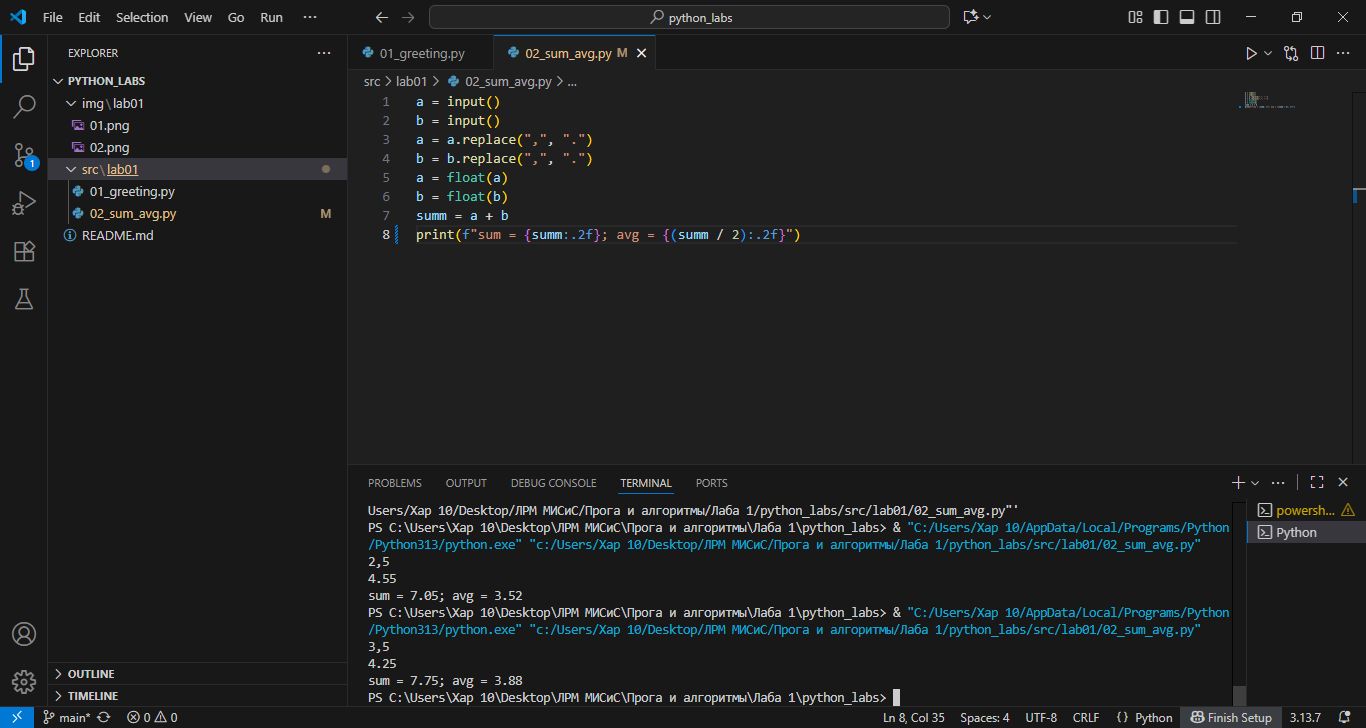 File Edit Selection View Go Run ··· python_labs
EXPLORER ···
PYTHON_LABS
img\lab01
01.png
02.png
src\lab01
01_greeting.py
02_sum_avg.py M
README.md
OUTLINE
TIMELINE
1
01_greeting.py 02_sum_avg.py M
src > lab01 > 02_sum_avg.py > ...
1 a = input()
2 b = input()
3 a = a.replace(",", ".")
4 b = b.replace(",", ".")
5 a = float(a)
6 b = float(b)
7 summ = a + b
8 print(f"sum = {summ:.2f}; avg = {(summ / 2):.2f}")
PROBLEMS OUTPUT DEBUG CONSOLE TERMINAL PORTS
Users/Xap 10/Desktop/ЛРМ МИСиС/Прога и алгоритмы/Лаба 1/python_labs/src/lab01/02_sum_avg.py"'
PS C:\Users\Xap 10\Desktop\ЛРМ МИСиС\Прога и алгоритмы\Лаба 1\python_labs> & "C:/Users/Xap 10/AppData/Local/Programs/Python
/Python313/python.exe" "c:/Users/Xap 10/Desktop/ЛРМ МИСиС/Прога и алгоритмы/Лаба 1/python_labs/src/lab01/02_sum_avg.py"
2,5
4.55
sum = 7.05; avg = 3.52
PS C:\Users\Xap 10\Desktop\ЛРМ МИСиС\Прога и алгоритмы\Лаба 1\python_labs> & "C:/Users/Xap 10/AppData/Local/Programs/Python
/Python313/python.exe" "c:/Users/Xap 10/Desktop/ЛРМ МИСиС/Прога и алгоритмы/Лаба 1/python_labs/src/lab01/02_sum_avg.py"
3,5
4.25
sum = 7.75; avg = 3.88
PS C:\Users\Xap 10\Desktop\ЛРМ МИСиС\Прога и алгоритмы\Лаба 1\python_labs>
powersh...
Python
main* 0 0 Ln 8, Col 35 Spaces: 4 UTF-8 CRLF {} Python Finish Setup 3.13.7